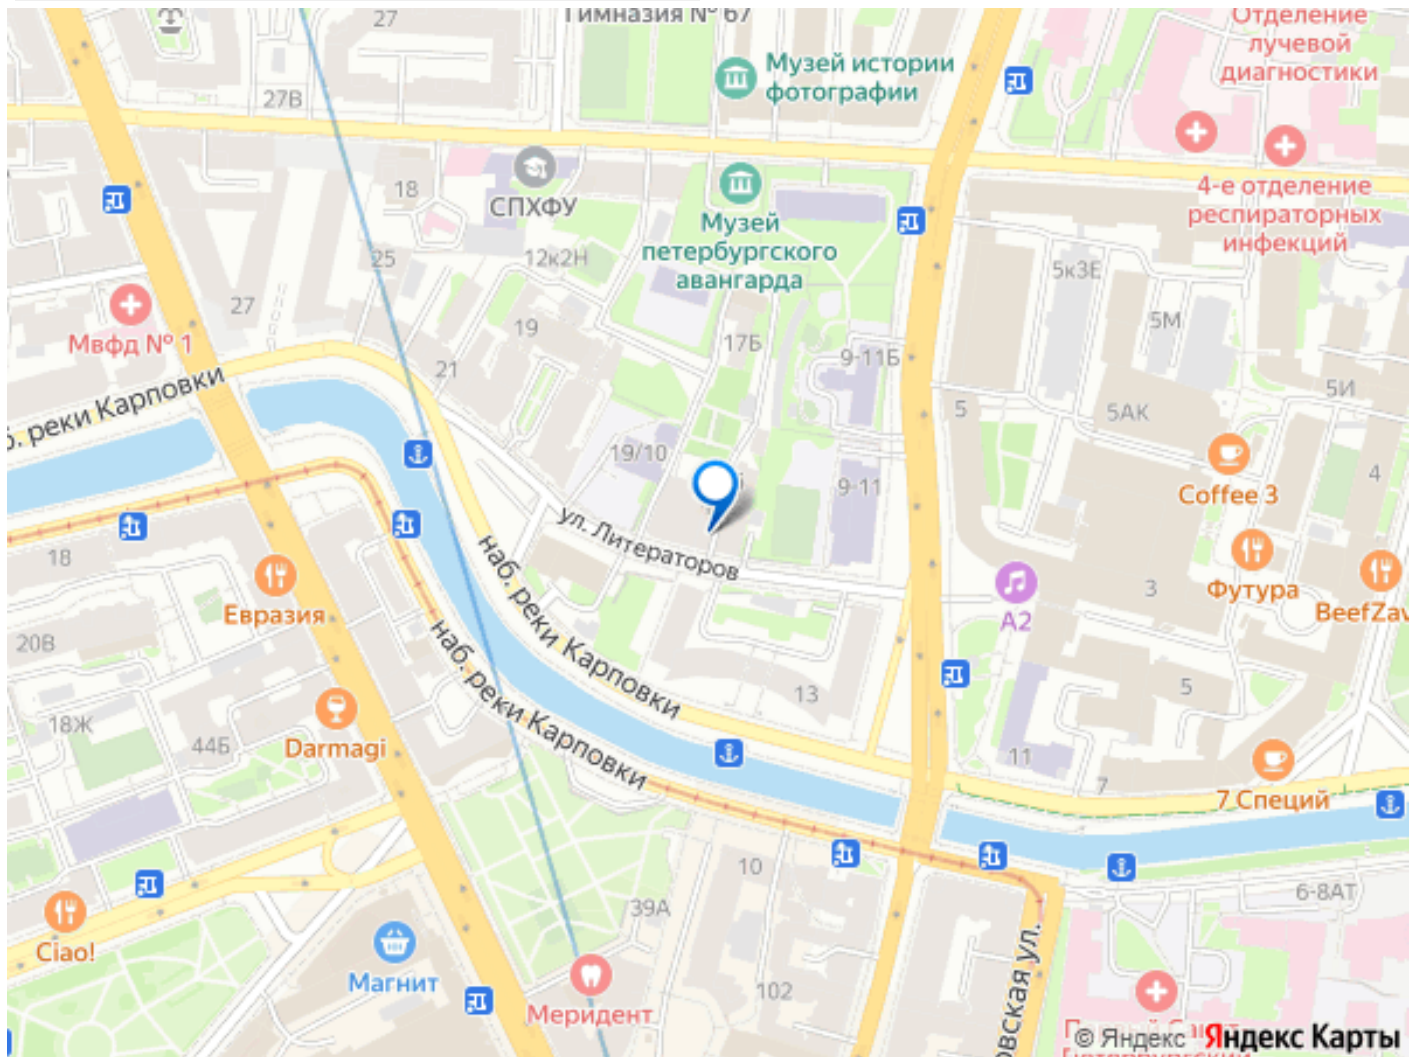 27
Гимназия № 67
Музей истории
фотографии
Отделение
лучевой
диагностики
27В
СПХФУ
18
25
12к2Н
Музей
петербургского
авангарда
4-е отделение
респираторных
инфекций
5к3Е
5М
27
Мвфд № 1
19
17Б
9-11Б
21
5
5АК
5И
наб. реки Карповки
19/10
9-11
Coffee 3
4
ул. Литераторов
18
Евразия
наб. реки Карповки
А2
3
Футура
BeefZav
20В
наб. реки Карповки
13
5
18Ж
44Б
Darmagi
11
7
7 Специй
10
39А
6-8АТ
Ciao!
Магнит
102
Меридент
овская ул.
© Яндекс Яндекс Карты